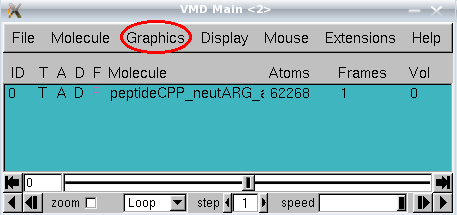 VMD Main <2>
File Molecule Graphics Display Mouse Extensions Help
ID T A D F Molecule Atoms Frames Vol
0 T A D F peptideCPP_neutARG_a 62268 1 0
0
zoom Loop step 1 speed